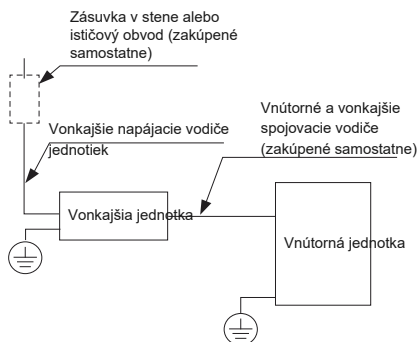 Zásuvka v stene alebo
ističový obvod (zakúpené
samostatne)
Vonkajšie napájacie vodiče
jednotiek
Vnútorné a vonkajšie
spojovacie vodiče
(zakúpené samostatne)
Vonkajšia jednotka
Vnútorná jednotka